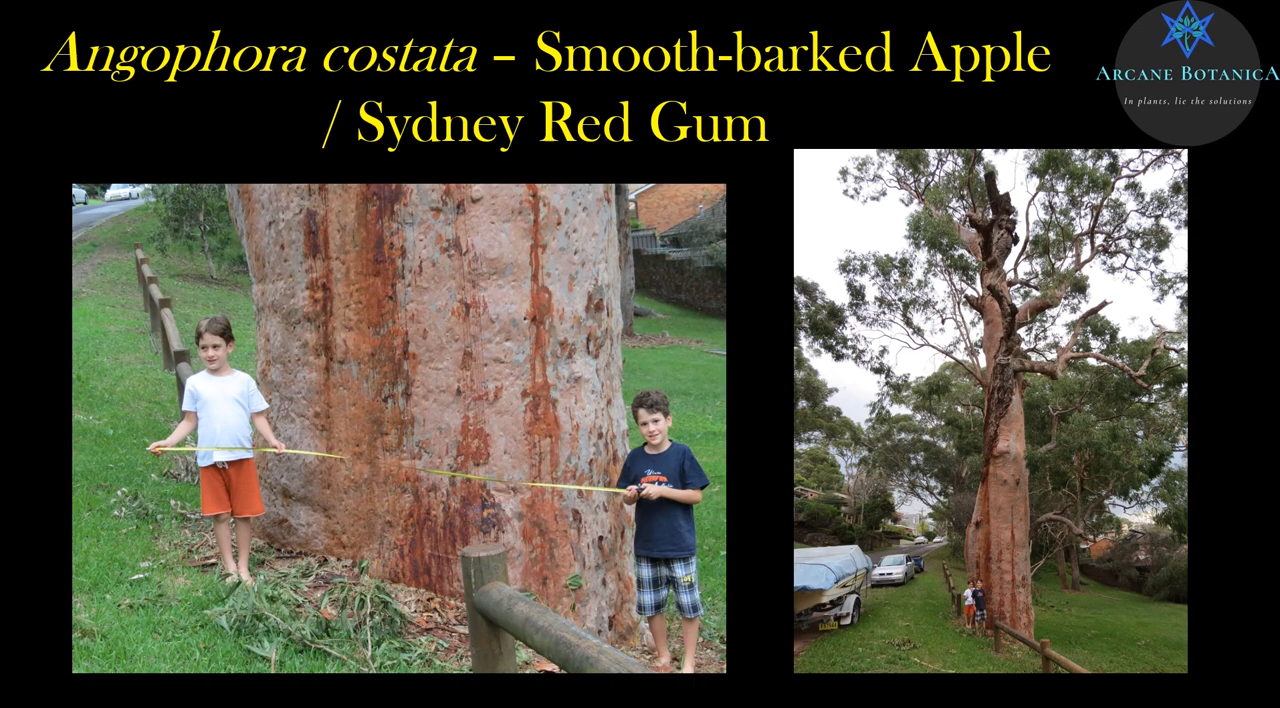 Angophora costata – Smooth-barked Apple
/ Sydney Red Gum
ARCANE BOTANICA
In plants, lie the solutions